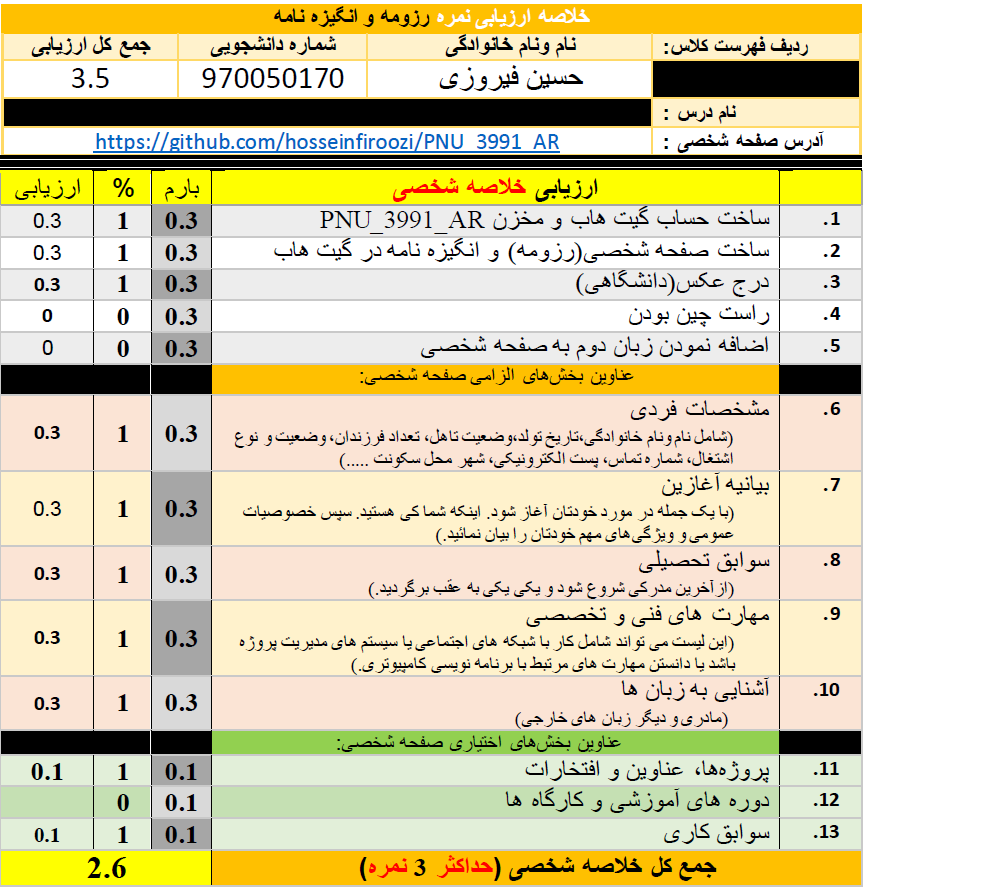 خلاصه ارزیابی نمره رزومه و انگیزه نامه
ردیف فهرست کلاس: نام ونام خانوادگی شماره دانشجویی جمع کل ارزیابی
حسین فیروزی 970050170 3.5
نام درس :
آدرس صفحه شخصی : https://github.com/hosseinfiroozi/PNU_3991_AR
ارزیابی خلاصه شخصی بارم % ارزیابی
1. ساخت حساب گیت هاب و مخزن PNU_3991_AR 0.3 1 0.3
2. ساخت صفحه شخصی(رزومه) و انگیزه نامه در گیت هاب 0.3 1 0.3
3. درج عکس(دانشگاهی) 0.3 1 0.3
4. راست چین بودن 0.3 0 0
5. اضافه نمودن زبان دوم به صفحه شخصی 0.3 0 0
عناوین بخش‌های الزامی صفحه شخصی:
6. مشخصات فردی 0.3 1 0.3
(شامل نام ونام خانوادگی،تاریخ تولد،وضعیت تاهل، تعداد فرزندان، وضعیت و نوع
اشتغال، شماره تماس، پست الکترونیکی، شهر محل سکونت .....)
7. بیانیه آغازین 0.3 1 0.3
(با یک جمله در مورد خودتان آغاز شود. اینکه شما کی هستید. سپس خصوصیات
عمومی و ویژگی‌های مهم خودتان را بیان نمائید.)
8. سوابق تحصیلی 0.3 1 0.3
(از آخرین مدرکی شروع شود و یکی یکی به عقب برگردید.)
9. مهارت های فنی و تخصصی 0.3 1 0.3
(این لیست می تواند شامل کار با شبکه های اجتماعی یا سیستم های مدیریت پروژه
باشد یا دانستن مهارت های مرتبط با برنامه نویسی کامپیوتری.)
10. آشنایی به زبان ها 0.3 1 0.3
(مادری و دیگر زبان های خارجی)
عناوین بخش‌های اختیاری صفحه شخصی:
11. پروژه‌ها، عناوین و افتخارات 0.1 1 0.1
12. دوره های آموزشی و کارگاه ها 0.1 0
13. سوابق کاری 0.1 1 0.1
جمع کل خلاصه شخصی (حداکثر 3 نمره) 2.6